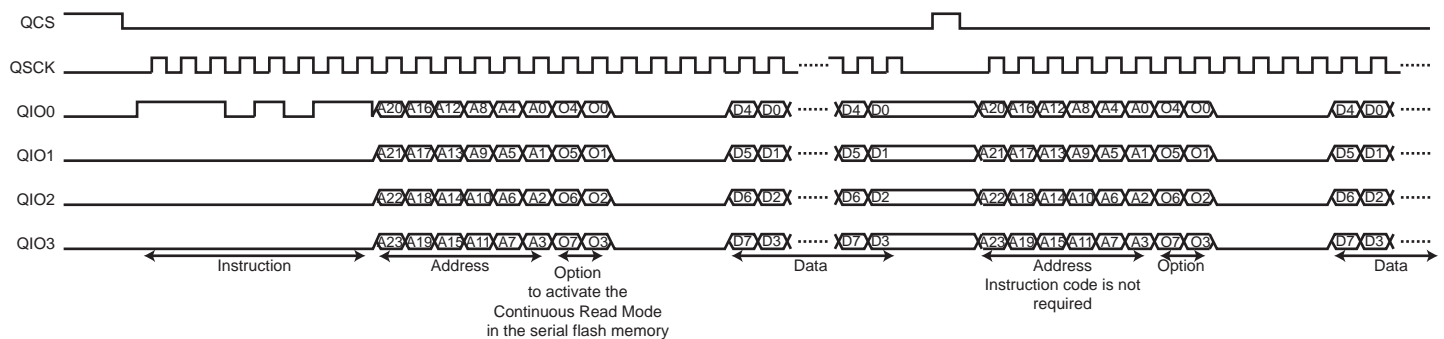 QCS
QSCK
QIO0 A20 A16 A12 A8 A4 A0 O4 O0 D4 D0 D4 D0 A20 A16 A12 A8 A4 A0 O4 O0 D4 D0
QIO1 A21 A17 A13 A9 A5 A1 O5 O1 D5 D1 D5 D1 A21 A17 A13 A9 A5 A1 O5 O1 D5 D1
QIO2 A22 A18 A14 A10 A6 A2 O6 O2 D6 D2 D6 D2 A22 A18 A14 A10 A6 A2 O6 O2 D6 D2
QIO3 A23 A19 A15 A11 A7 A3 O7 O3 D7 D3 D7 D3 A23 A19 A15 A11 A7 A3 O7 O3 D7 D3
Instruction
Address
Option
to activate the
Continuous Read Mode
in the serial flash memory
Data
Address
Instruction code is not
required
Option
Data